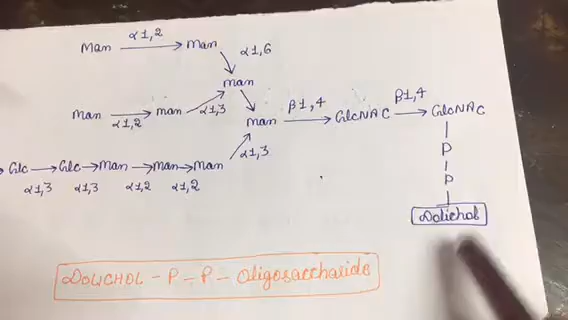 α1,2
Man → Man α1,6
Man
Man → Man α1,3 β1,4 β1,4
α1,2 Man → GlcNAC → GlcNAC
Glc → Glc → Man → Man → Man α1,3
α1,3 α1,3 α1,2 α1,2
P
P
Dolichol
DOLICHOL - P - P - Oligosaccharide